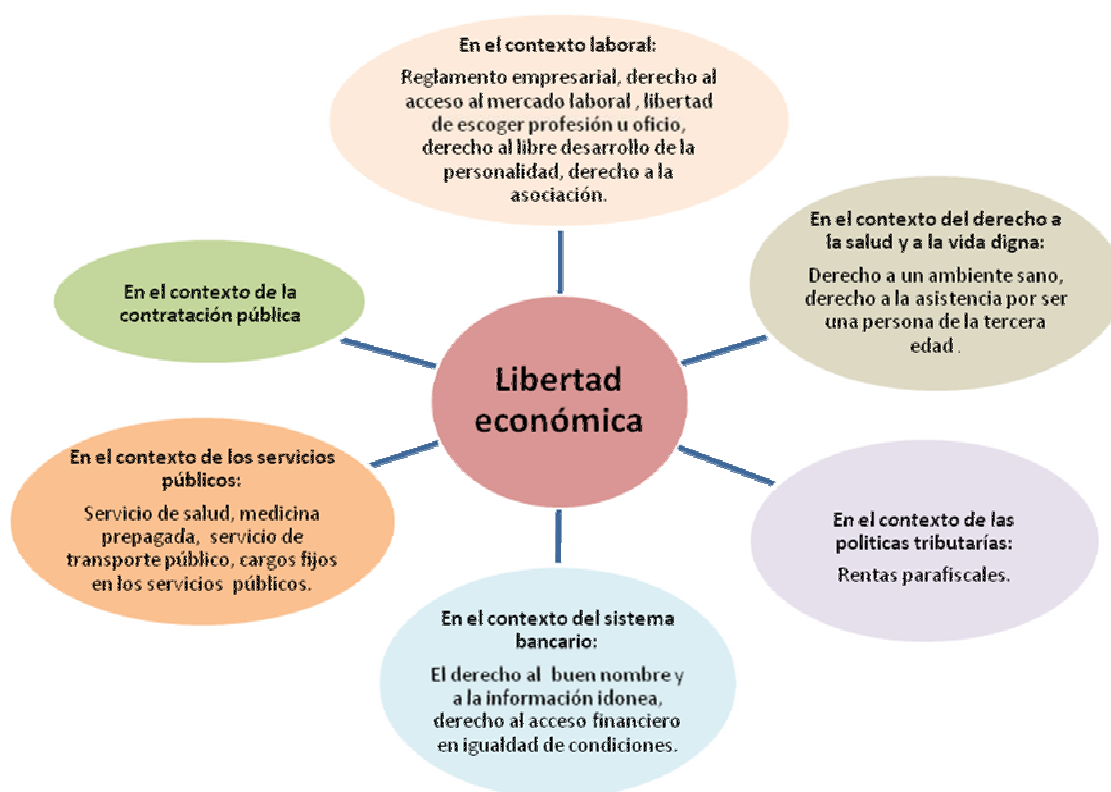 En el contexto laboral:
Reglamento empresarial, derecho al
acceso al mercado laboral , libertad
de escoger profesión u oficio,
derecho al libre desarrollo de la
personalidad, derecho a la
asociación.
En el contexto del derecho a
la salud y a la vida digna:
Derecho a un ambiente sano,
derecho a la asistencia por ser
una persona de la tercera
edad .
En el contexto de la
contratación pública
Libertad
económica
En el contexto de los servicios
públicos:
Servicio de salud, medicina
prepagada, servicio de
transporte público, cargos fijos
en los servicios públicos.
En el contexto de las
politicas tributarías:
Rentas parafiscales.
En el contexto del sistema
bancario:
El derecho al buen nombre y
a la información idonea,
derecho al acceso financiero
en igualdad de condiciones.